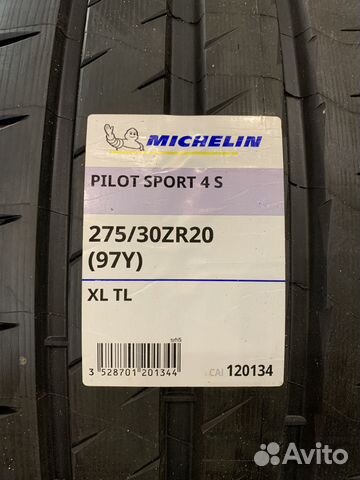 MICHELIN
PILOT SPORT 4 S
275/30ZR20
(97Y)
XL TL
3 528701 201344
CAI 120134
Avito